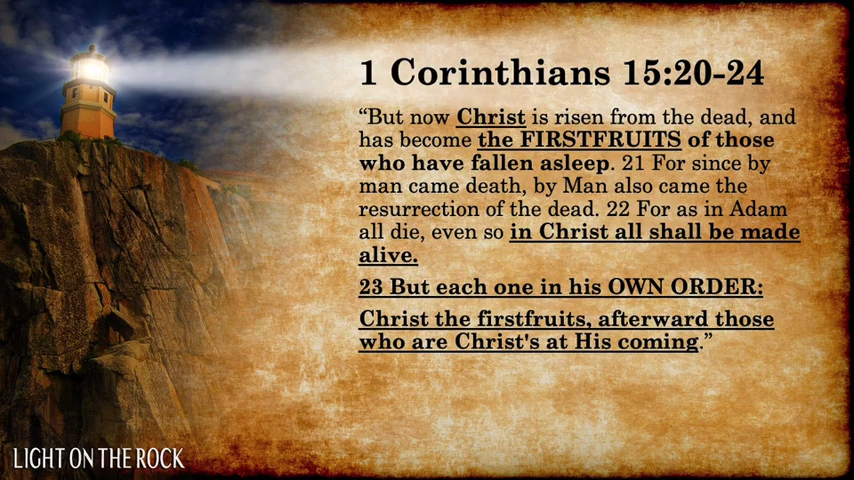 1 Corinthians 15:20-24
“But now Christ is risen from the dead, and
has become the FIRSTFRUITS of those
who have fallen asleep. 21 For since by
man came death, by Man also came the
resurrection of the dead. 22 For as in Adam
all die, even so in Christ all shall be made
alive.
23 But each one in his OWN ORDER:
Christ the firstfruits, afterward those
who are Christ's at His coming.”
LIGHT ON THE ROCK